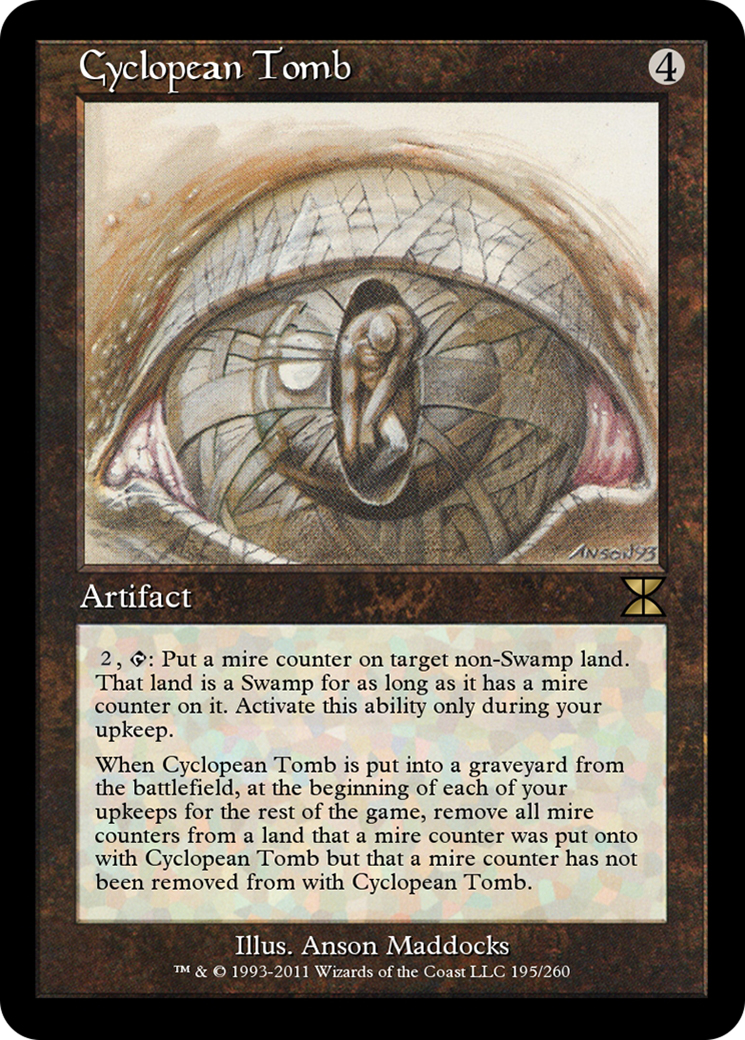 Cyclopean Tomb
4
ANSON '93
Artifact
2, : Put a mire counter on target non-Swamp land.
That land is a Swamp for as long as it has a mire
counter on it. Activate this ability only during your
upkeep.
When Cyclopean Tomb is put into a graveyard from
the battlefield, at the beginning of each of your
upkeeps for the rest of the game, remove all mire
counters from a land that a mire counter was put onto
with Cyclopean Tomb but that a mire counter has not
been removed from with Cyclopean Tomb.
Illus. Anson Maddocks
™ & © 1993-2011 Wizards of the Coast LLC 195/260